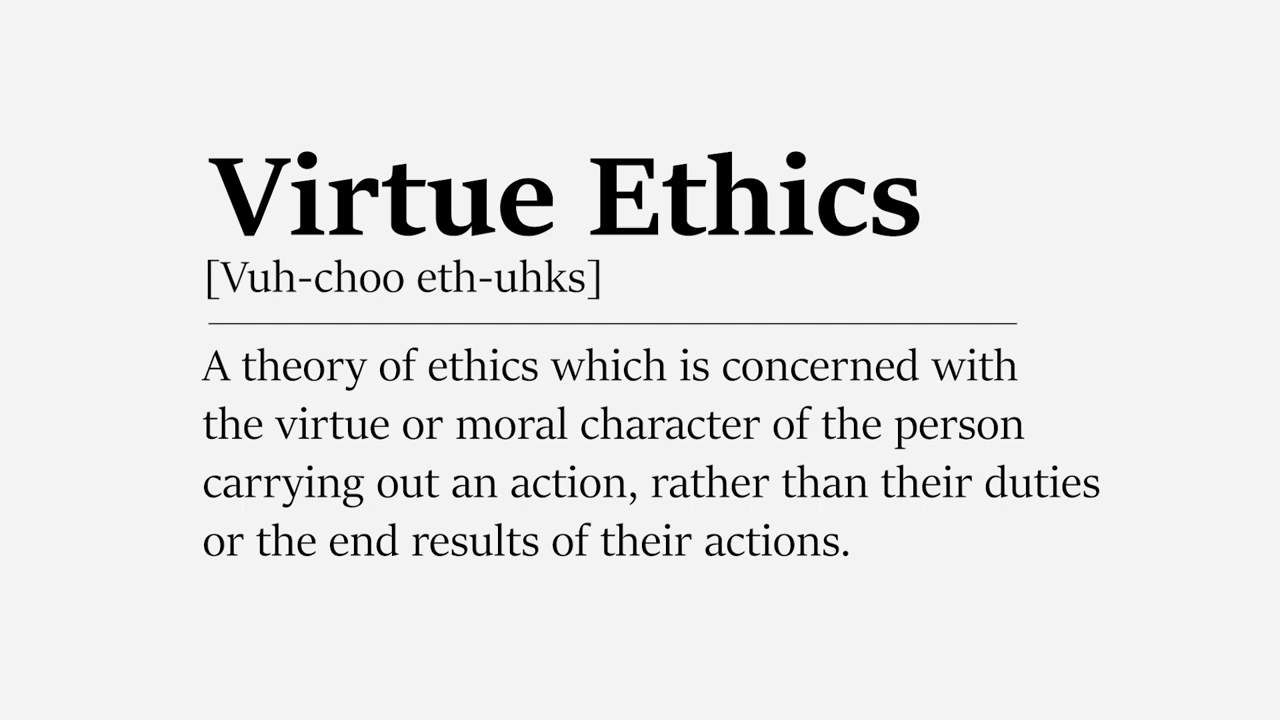 Virtue Ethics
[Vuh-choo eth-uhks]
A theory of ethics which is concerned with
the virtue or moral character of the person
carrying out an action, rather than their duties
or the end results of their actions.